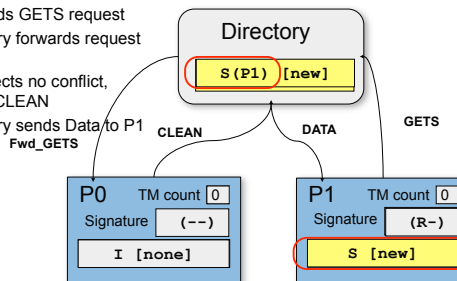 ds GETS request
ry forwards request
ects no conflict,
CLEAN
ry sends Data to P1
Directory
S(P1) [new]
Fwd_GETS
CLEAN
DATA
GETS
P0 TM count 0
Signature (--)
I [none]
P1 TM count 0
Signature (R-)
S [new]